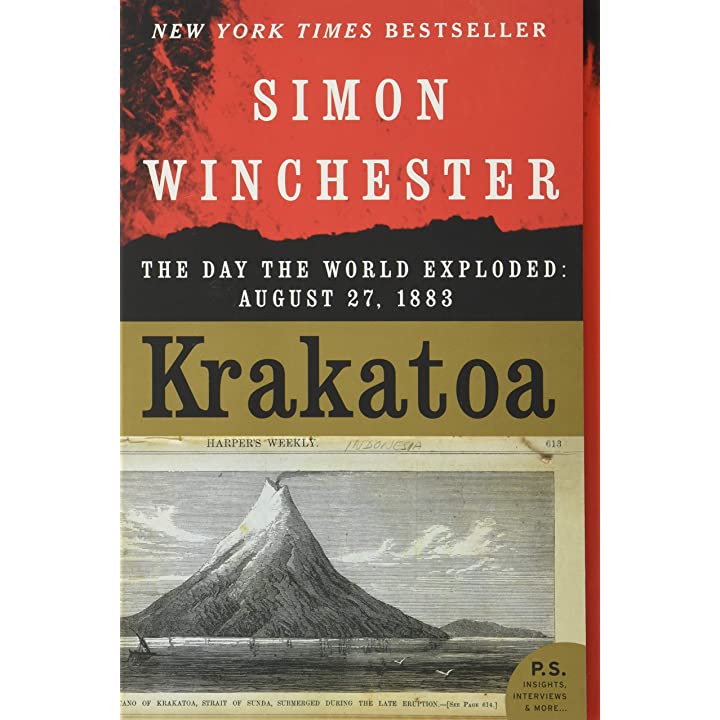 NEW YORK TIMES BESTSELLER
SIMON
WINCHESTER
THE DAY THE WORLD EXPLODED:
AUGUST 27, 1883
Krakatoa
HARPER'S WEEKLY. INDONESIA 613
ANO OF KRAKATOA, STRAIT OF SUNDA, SUBMERGED DURING THE LATE ERUPTION.—[SEE PAGE 614.]
P.S.
INSIGHTS,
INTERVIEWS
& MORE...